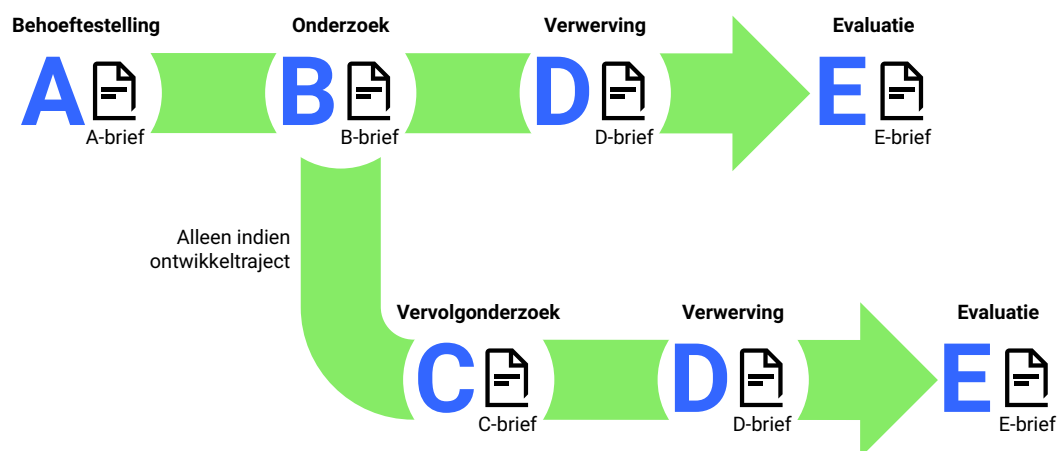 Behoeftestelling
Onderzoek
Verwerving
Evaluatie
A
B
D
E
A-brief
B-brief
D-brief
E-brief
Alleen indien
ontwikkeltraject
Vervolgonderzoek
Verwerving
Evaluatie
C
D
E
C-brief
D-brief
E-brief